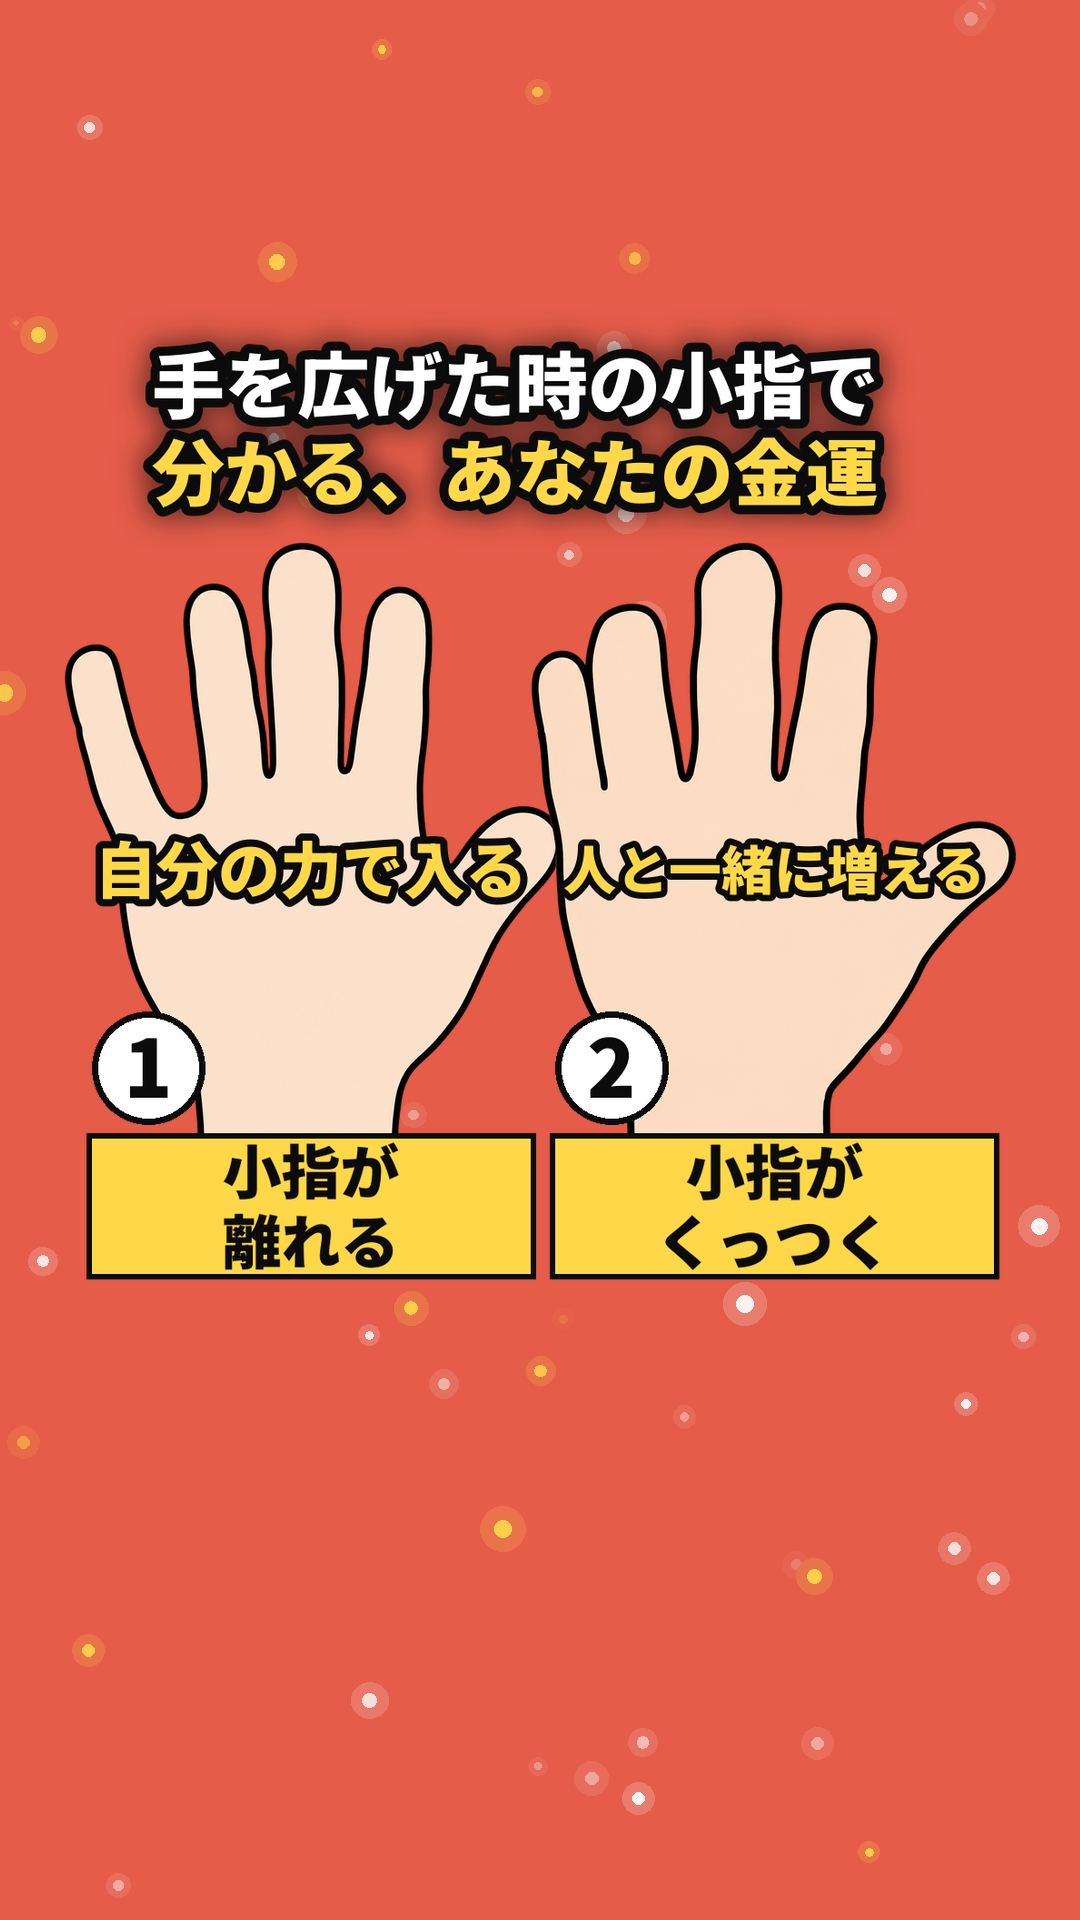 手を広げた時の小指で
分かる、あなたの金運
自分の力で入る
人と一緒に増える
1
2
小指が
離れる
小指が
くっつく